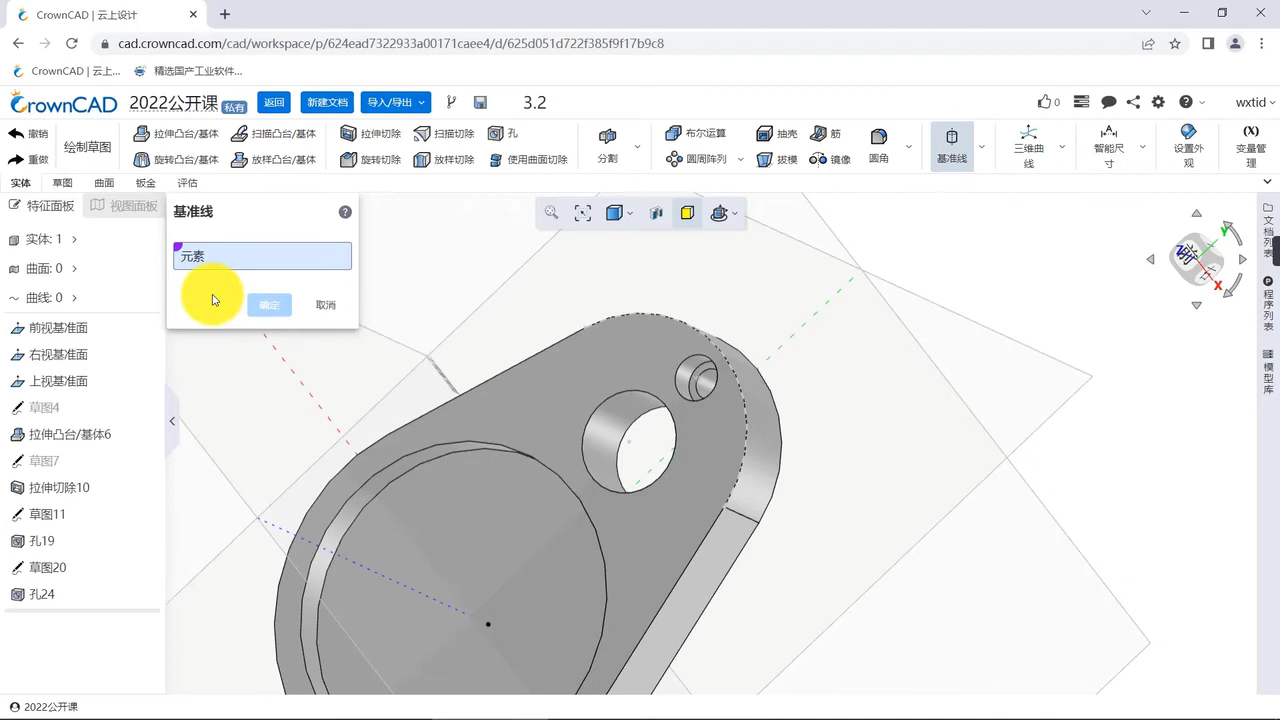 CrownCAD | 云上设计
cad.crowncad.com/cad/workspace/p/624ead7322933a00171caee4/d/625d051d722f385f9f17b9c8
CrownCAD | 云上... 精选国产工业软件...
CrownCAD 2022公开课 私有 返回 新建文档 导入/导出 3.2 0 wxtid
撤销 拉伸凸台/基体 扫描凸台/基体 拉伸切除 扫描切除 孔 布尔运算 抽壳 筋
重做 绘制草图 旋转凸台/基体 放样凸台/基体 旋转切除 放样切除 使用曲面切除 分割 圆周阵列 拔模 镜像 圆角 基准线 三维曲线 智能尺寸 设置外观 (X) 变量管理
实体 草图 曲面 钣金 评估
特征面板 视图面板
实体: 1
曲面: 0
曲线: 0
前视基准面
右视基准面
上视基准面
草图4
拉伸凸台/基体6
草图7
拉伸切除10
草图11
孔19
草图20
孔24
基准线
元素
确定 取消
Z Y X
文档列表
程序列表
模型库
2022公开课